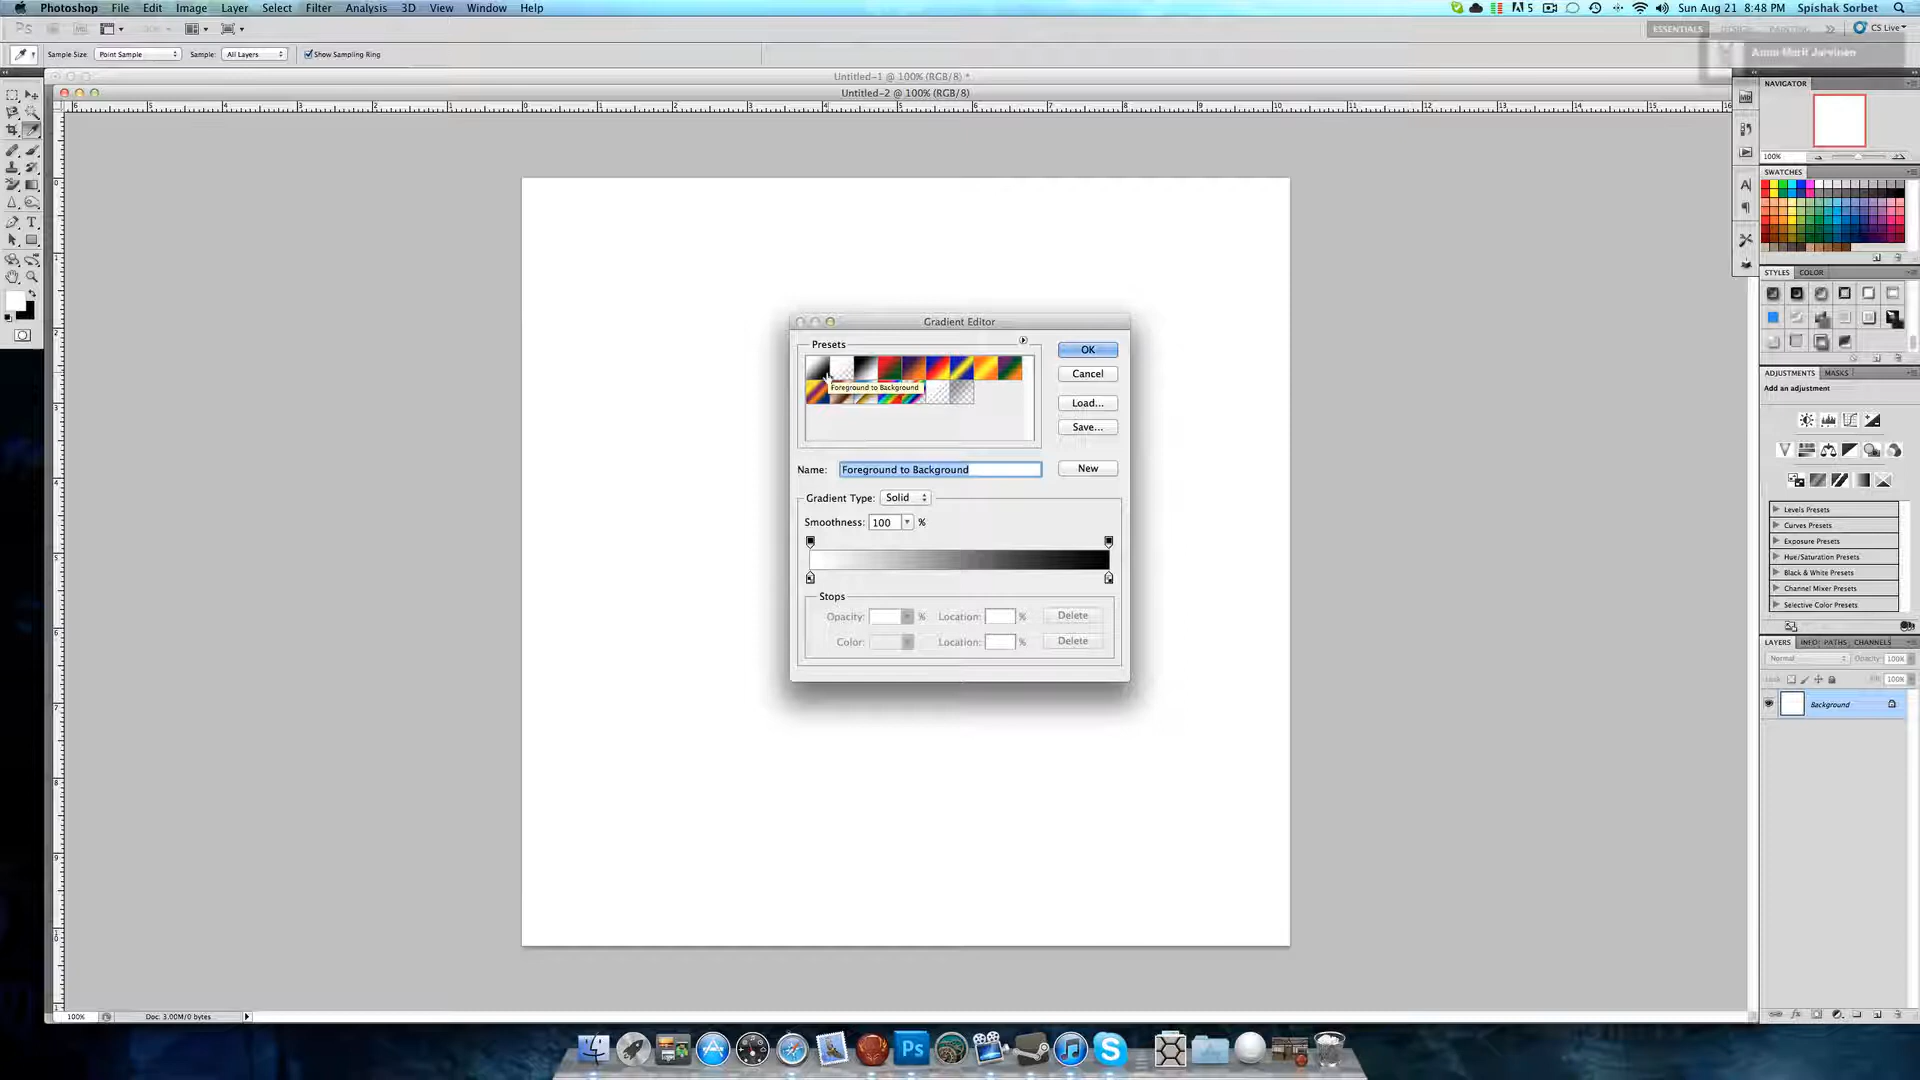 Photoshop File Edit Image Layer Select Filter Analysis 3D View Window Help
5 Sun Aug 21 8:48 PM Spishak Sorbet
Ps
ESSENTIALS
CS Live
Sample Size: Point Sample Sample: All Layers Show Sampling Ring
Untitled-1 @ 100% (RGB/8) *
Untitled-2 @ 100% (RGB/8)
NAVIGATOR
100%
SWATCHES
STYLES COLOR
ADJUSTMENTS MASKS
Add an adjustment
Levels Presets
Curves Presets
Exposure Presets
Hue/Saturation Presets
Black & White Presets
Channel Mixer Presets
Selective Color Presets
LAYERS INFO PATHS CHANNELS
Normal Opacity: 100%
Lock: Fill: 100%
Background
Gradient Editor
Presets
Foreground to Background
OK
Cancel
Load...
Save...
Name: Foreground to Background
New
Gradient Type: Solid
Smoothness: 100 %
Stops
Opacity: % Location: % Delete
Color: Location: % Delete
100% Doc: 3.00M/0 bytes
Ps